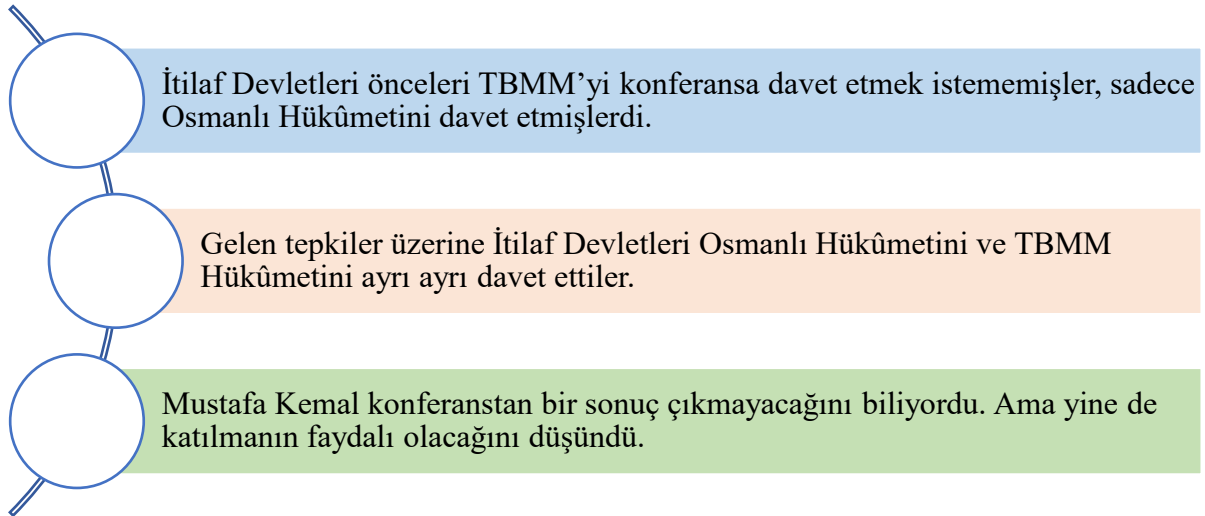 İtilaf Devletleri önceleri TBMM’yi konferansa davet etmek istememişler, sadece
Osmanlı Hükûmetini davet etmişlerdi.
Gelen tepkiler üzerine İtilaf Devletleri Osmanlı Hükûmetini ve TBMM
Hükûmetini ayrı ayrı davet ettiler.
Mustafa Kemal konferanstan bir sonuç çıkmayacağını biliyordu. Ama yine de
katılmanın faydalı olacağını düşündü.